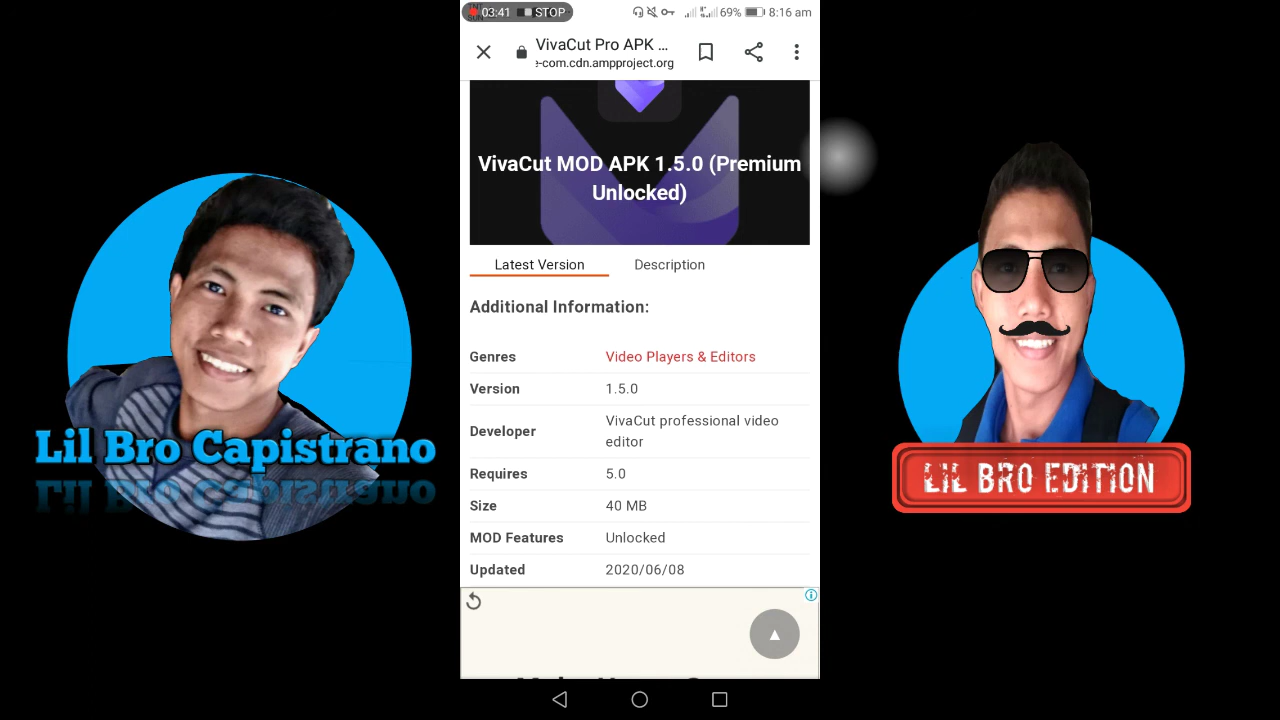 03:41 STOP 69% 8:16 am
VivaCut Pro APK ...
-com.cdn.ampproject.org
VivaCut MOD APK 1.5.0 (Premium
Unlocked)
Latest Version Description
Additional Information:
Genres Video Players & Editors
Version 1.5.0
Developer VivaCut professional video
editor
Requires 5.0
Size 40 MB
MOD Features Unlocked
Updated 2020/06/08
Lil Bro Capistrano
LIL BRO EDITION